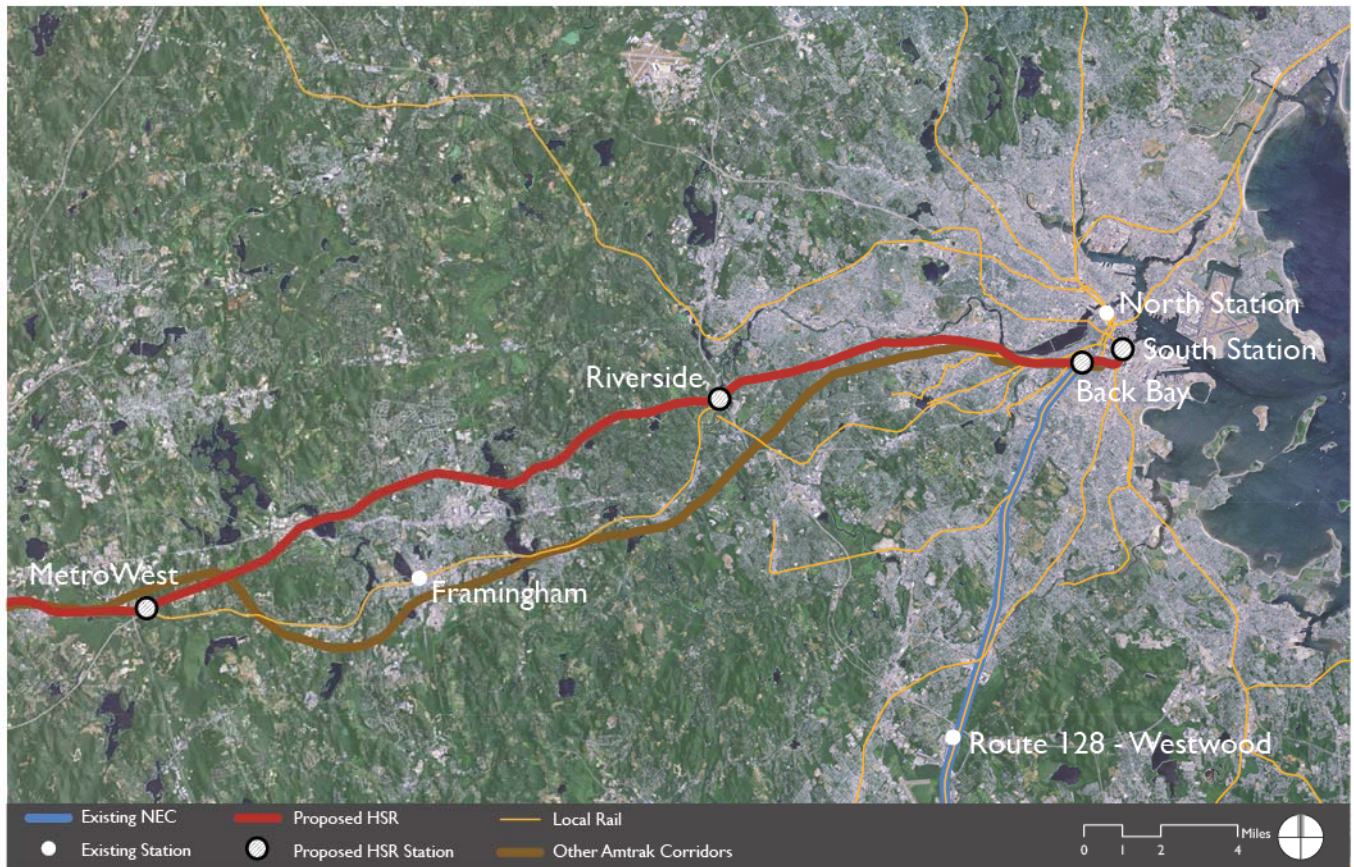 North Station
South Station
Riverside
Back Bay
MetroWest
Framingham
Route 128 - Westwood
Existing NEC
Proposed HSR
Local Rail
Existing Station
Proposed HSR Station
Other Amtrak Corridors
Miles
0 1 2 4